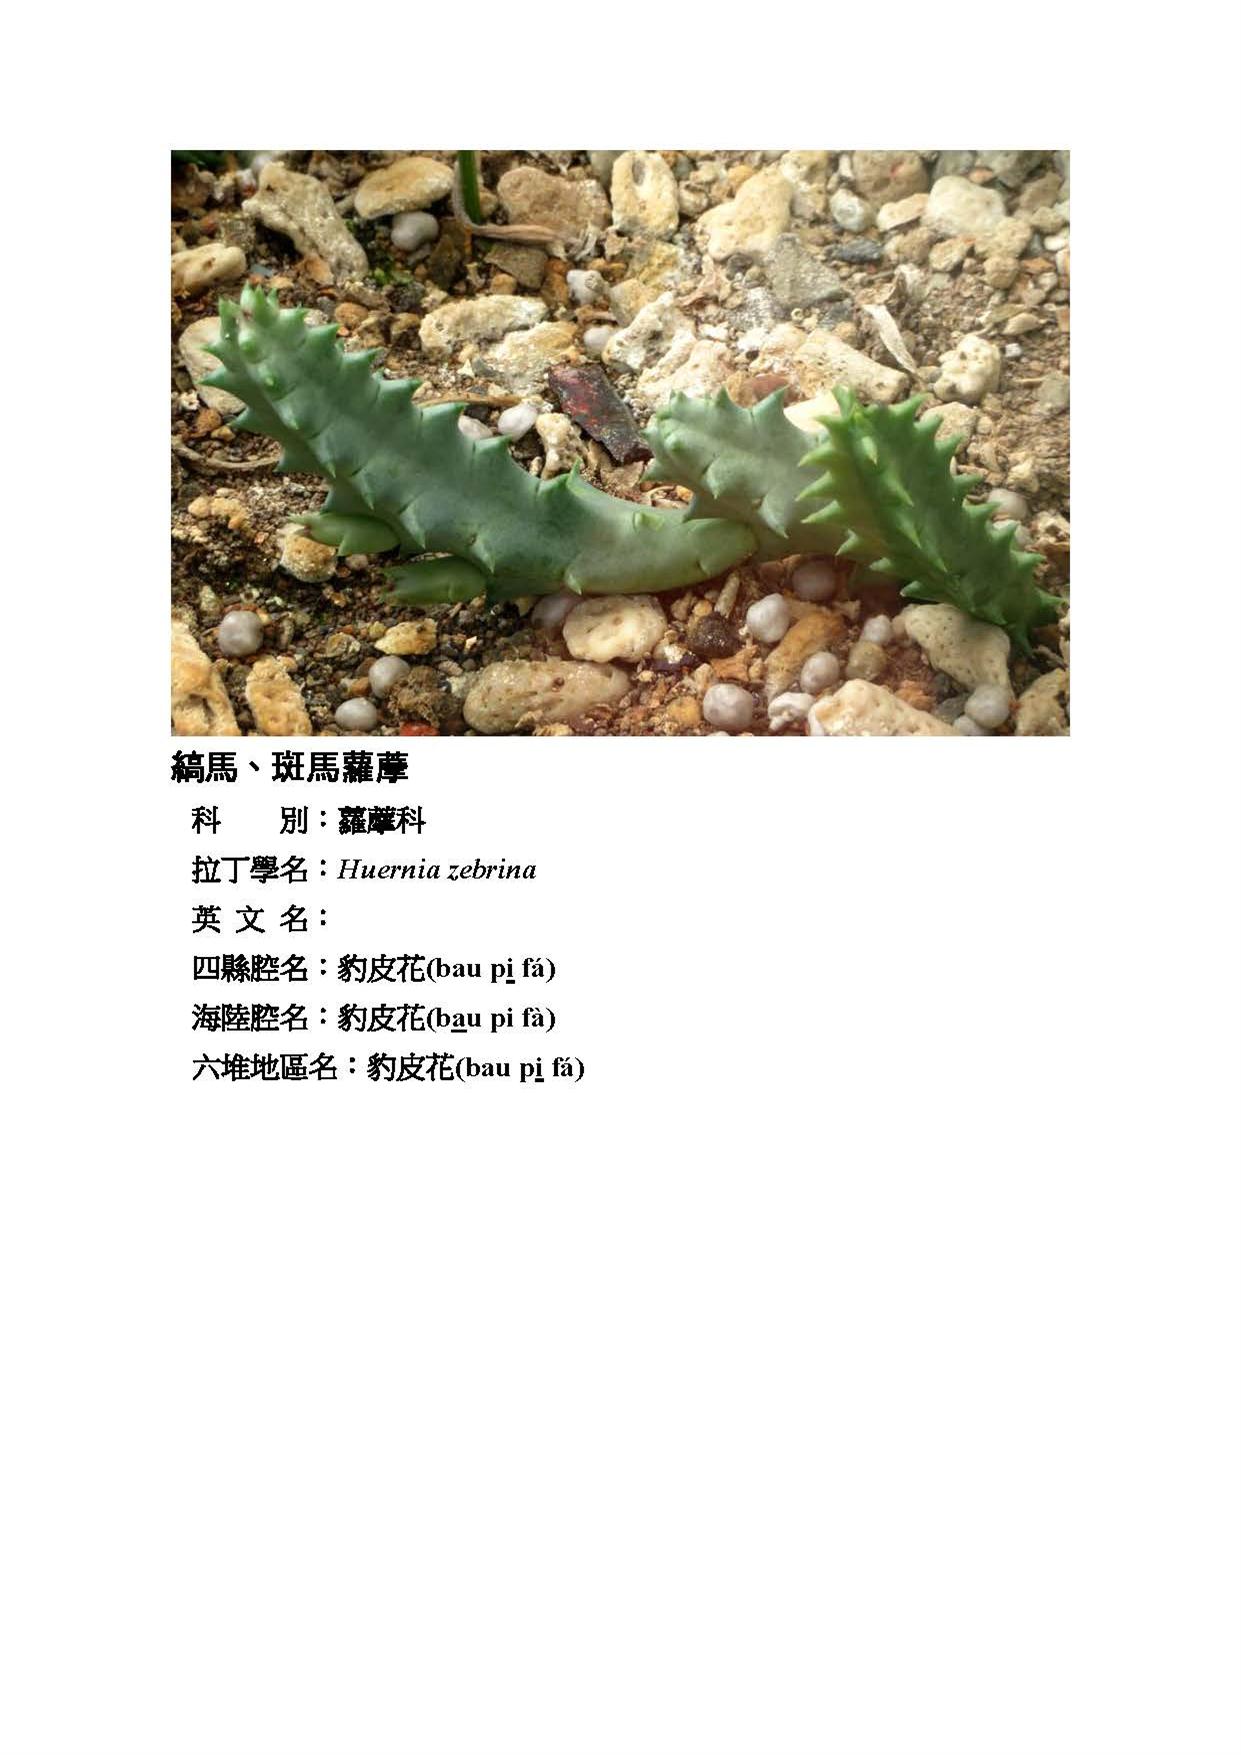 縞馬、斑馬蘿藦
科　　別：蘿藦科
拉丁學名：Huernia zebrina
英 文 名：
四縣腔名：豹皮花(bau pi̲ fá)
海陸腔名：豹皮花(ba̲u pi fà)
六堆地區名：豹皮花(bau pi̲ fá)